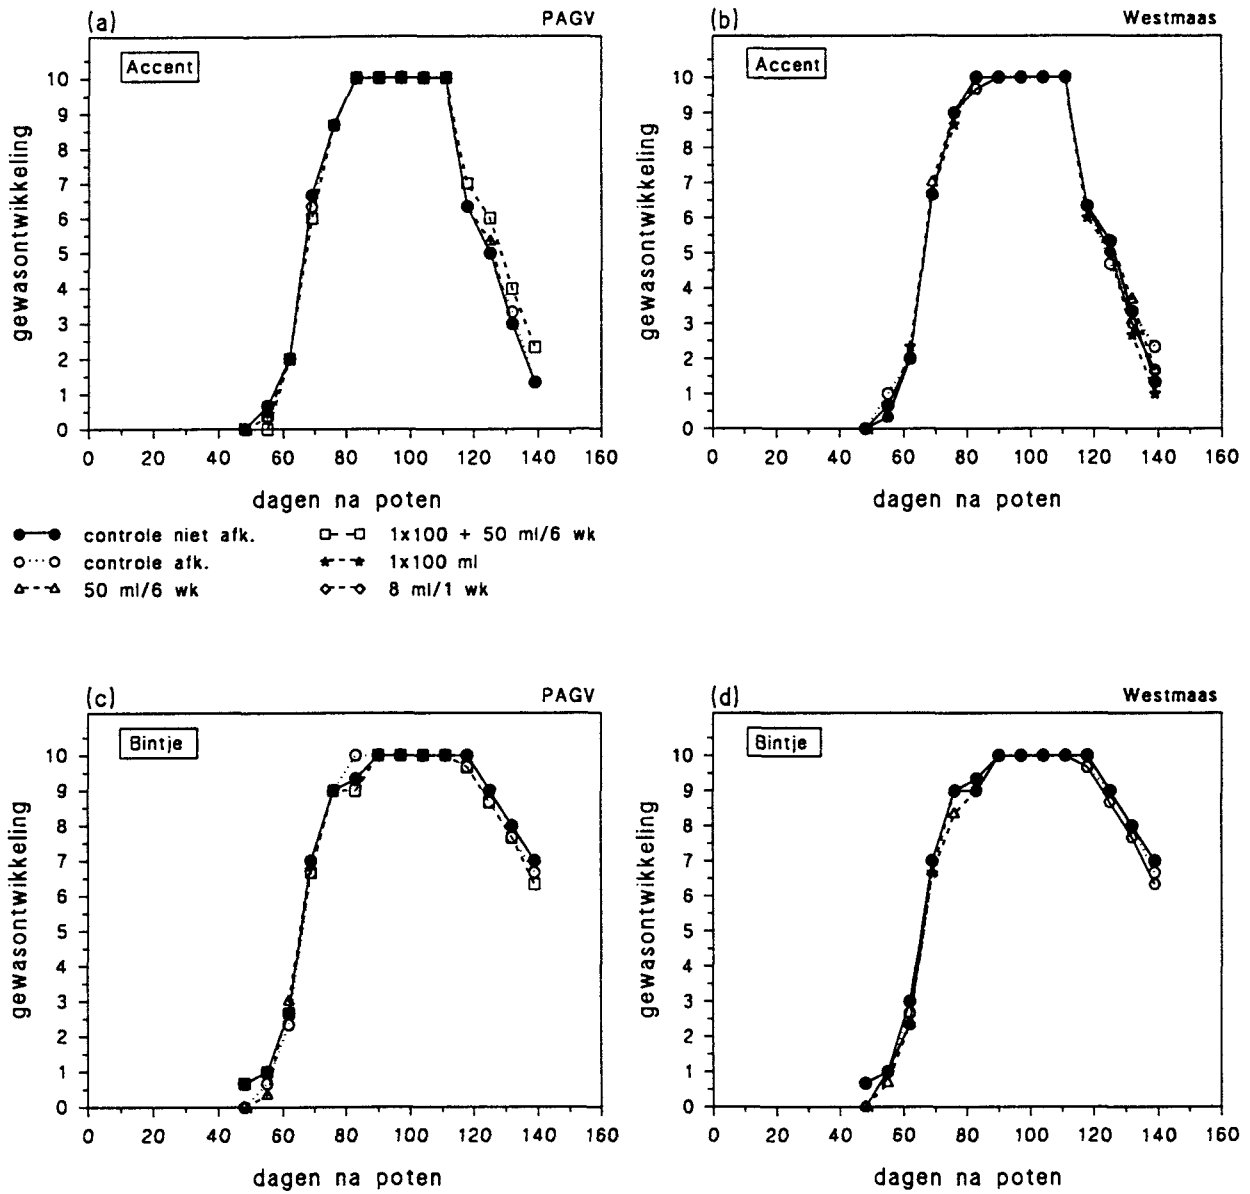 (a) PAGV
Accent
gewasontwikkeling
10
9
8
7
6
5
4
3
2
1
0
0 20 40 60 80 100 120 140 160
dagen na poten
(b) Westmaas
Accent
gewasontwikkeling
10
9
8
7
6
5
4
3
2
1
0
0 20 40 60 80 100 120 140 160
dagen na poten
controle niet afk.
controle afk.
50 ml/6 wk
1x100 + 50 ml/6 wk
1x100 ml
8 ml/1 wk
(c) PAGV
Bintje
gewasontwikkeling
10
9
8
7
6
5
4
3
2
1
0
0 20 40 60 80 100 120 140 160
dagen na poten
(d) Westmaas
Bintje
gewasontwikkeling
10
9
8
7
6
5
4
3
2
1
0
0 20 40 60 80 100 120 140 160
dagen na poten